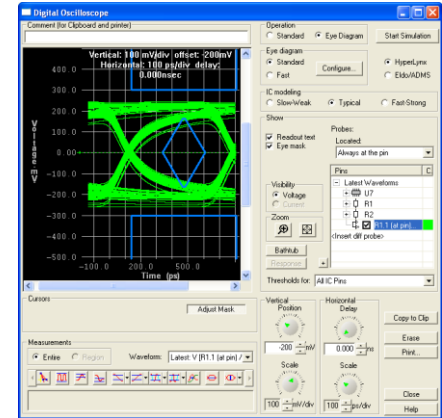 Digital Oscilloscope
Comment (for Clipboard and printer)
Vertical: 100 mV/div offset: -200mV
Horizontal: 100 ps/div delay:
0.000nsec
400.0
300.0
200.0
100.0
0.00
-100.0
-200.0
-300.0
-400.0
-500.0
Voltage-mV
-100.0
200.0
500.0
Time (ps)
Cursors
Adjust Mask
Measurements
Entire
Region
Waveform:
Latest: V [R1.1 (at pin) /
Operation
Standard
Eye Diagram
Start Simulation
Eye diagram
Standard
Fast
Configure...
HyperLynx
Eldo/ADMS
IC modeling
Slow-Weak
Typical
Fast-Strong
Show
Readout text
Eye mask
Probes:
Located:
Always at the pin
Pins
C
Latest Waveforms
U7
R1
R2
R1.1 (at pin)...
<Insert diff probe>
Visibility
Voltage
Current
Zoom
Bathtub
Response
Thresholds for:
All IC Pins
Vertical
Position
-200 mV
Scale
100 mV/div
Horizontal
Delay
0.000 ns
Scale
100 ps/div
Copy to Clip
Erase
Print...
Close
Help